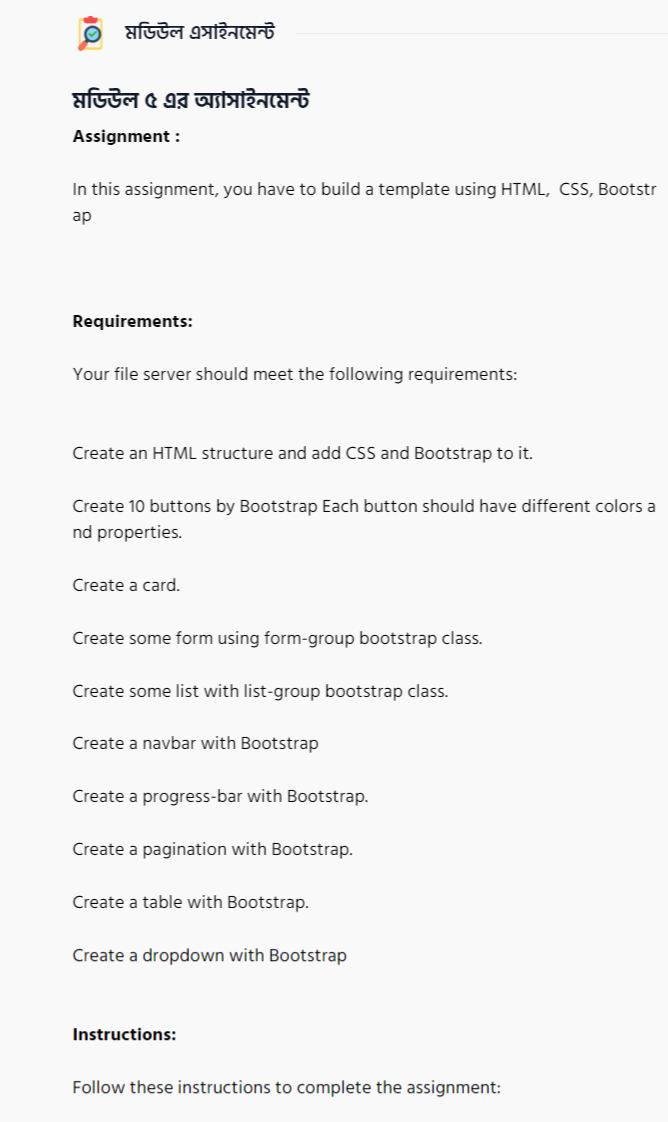 মডিউল এসাইনমেন্ট
মডিউল ৫ এর অ্যাসাইনমেন্ট
Assignment :
In this assignment, you have to build a template using HTML,  CSS, Bootstr
ap
Requirements:
Your file server should meet the following requirements:
Create an HTML structure and add CSS and Bootstrap to it.
Create 10 buttons by Bootstrap Each button should have different colors a
nd properties.
Create a card.
Create some form using form-group bootstrap class.
Create some list with list-group bootstrap class.
Create a navbar with Bootstrap
Create a progress-bar with Bootstrap.
Create a pagination with Bootstrap.
Create a table with Bootstrap.
Create a dropdown with Bootstrap
Instructions:
Follow these instructions to complete the assignment: